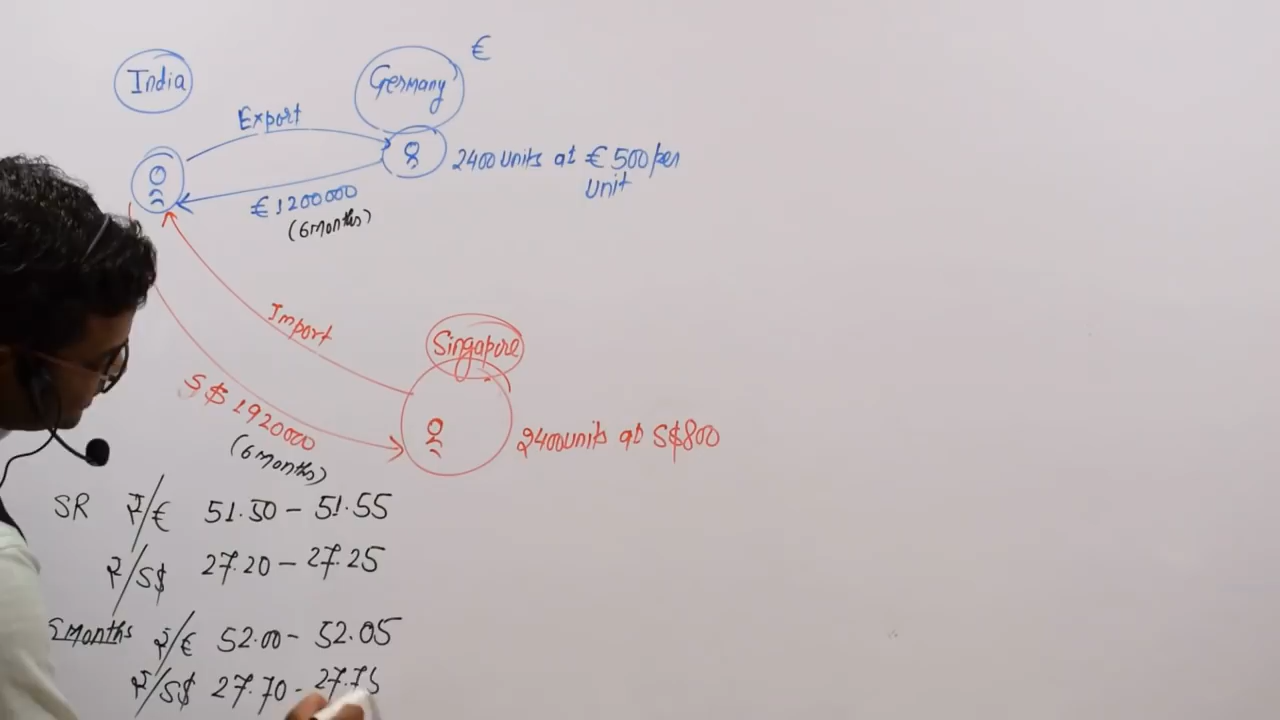 €
India
Germany
Export
2400 units at € 500 per
unit
€ 1200000
(6 months)
Import
Singapore
S$ 1920000
(6 months)
2400 units at S$800
SR ₹/€ 51.50 - 51.55
₹/S$ 27.20 - 27.25
6 months ₹/€ 52.00 - 52.05
₹/S$ 27.70 - 27.75